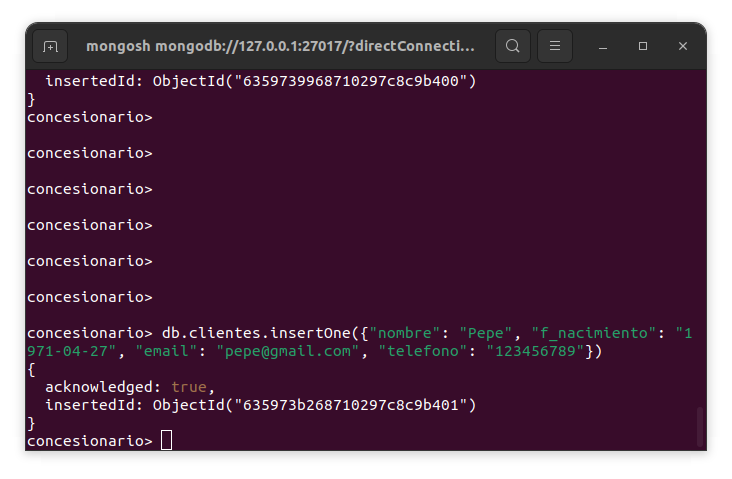 mongosh mongodb://127.0.0.1:27017/?directConnecti...
insertedId: ObjectId("6359739968710297c8c9b400")
}
concesionario>
concesionario>
concesionario>
concesionario>
concesionario>
concesionario>
concesionario> db.clientes.insertOne({"nombre": "Pepe", "f_nacimiento": "1
971-04-27", "email": "pepe@gmail.com", "telefono": "123456789"})
{
acknowledged: true,
insertedId: ObjectId("635973b268710297c8c9b401")
}
concesionario>